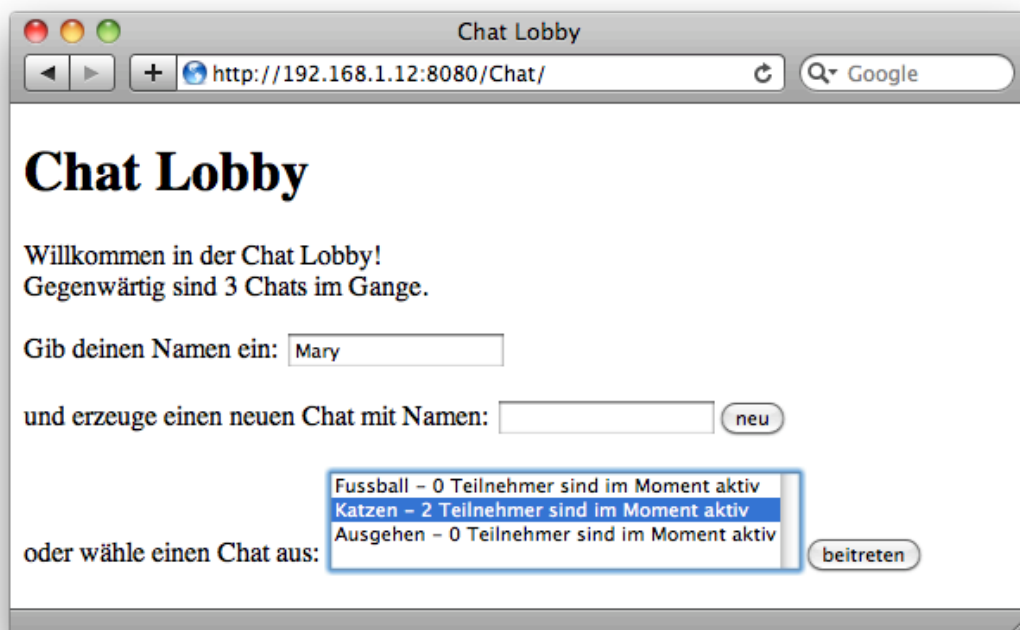 Chat Lobby
http://192.168.1.12:8080/Chat/ Google
Chat Lobby
Willkommen in der Chat Lobby!
Gegenwärtig sind 3 Chats im Gange.
Gib deinen Namen ein: Mary
und erzeuge einen neuen Chat mit Namen: neu
Fussball – 0 Teilnehmer sind im Moment aktiv
Katzen – 2 Teilnehmer sind im Moment aktiv
Ausgehen – 0 Teilnehmer sind im Moment aktiv
oder wähle einen Chat aus: beitreten